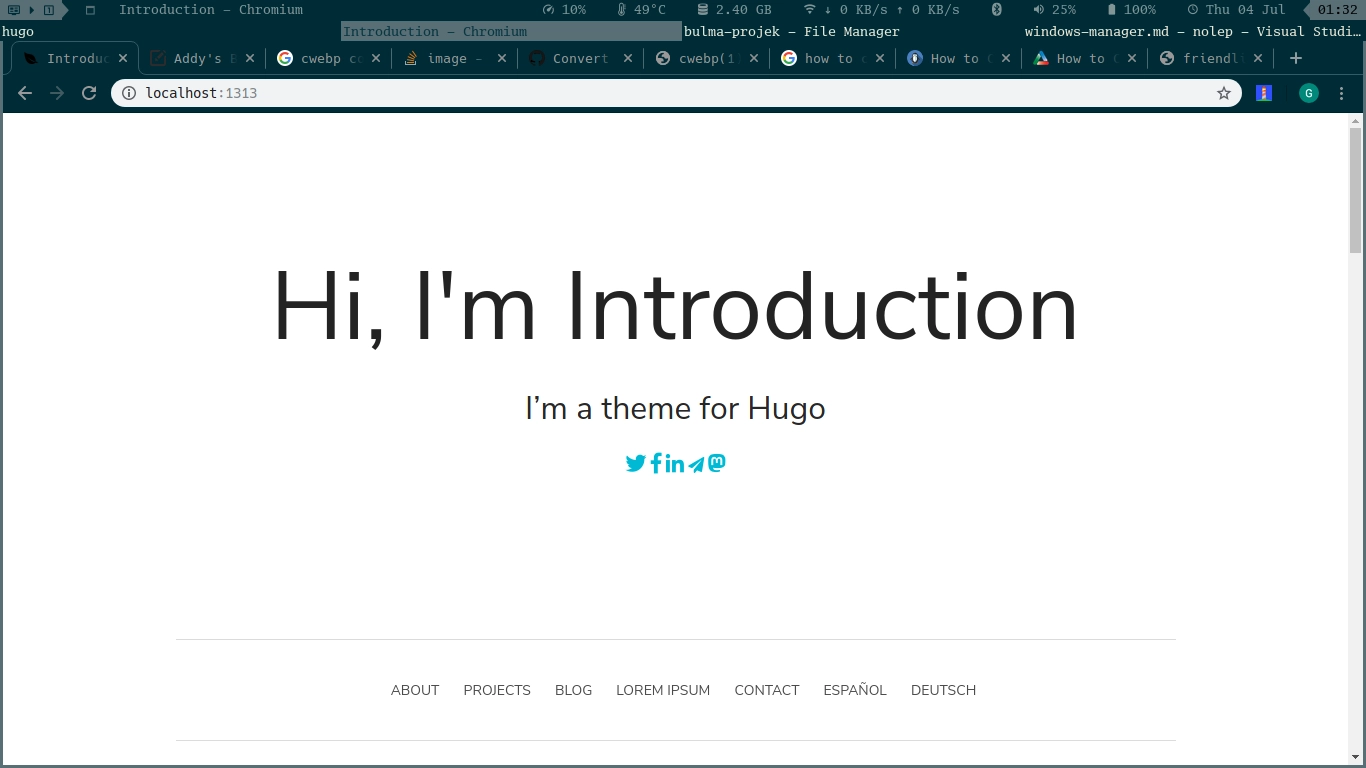 1 Introduction – Chromium 10% 49°C 2.40 GB ↓ 0 KB/s ↑ 0 KB/s 25% 100% Thu 04 Jul 01:32
hugo Introduction – Chromium bulma-projek – File Manager windows-manager.md – nolep – Visual Studi…
Introduc Addy's E cwebp co image - Convert cwebp(1) how to c How to C How to C friendl
localhost:1313 G
Hi, I'm Introduction
I’m a theme for Hugo
ABOUT PROJECTS BLOG LOREM IPSUM CONTACT ESPAÑOL DEUTSCH